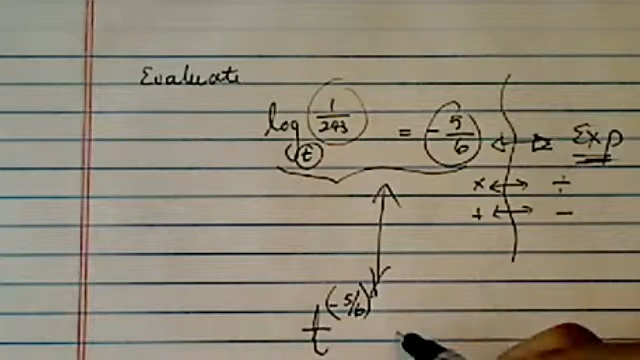 Evaluate
log_t 1/243 = -5/6 ↔ Exp
× ↔ ÷
+ ↔ −
t^(-5/6)